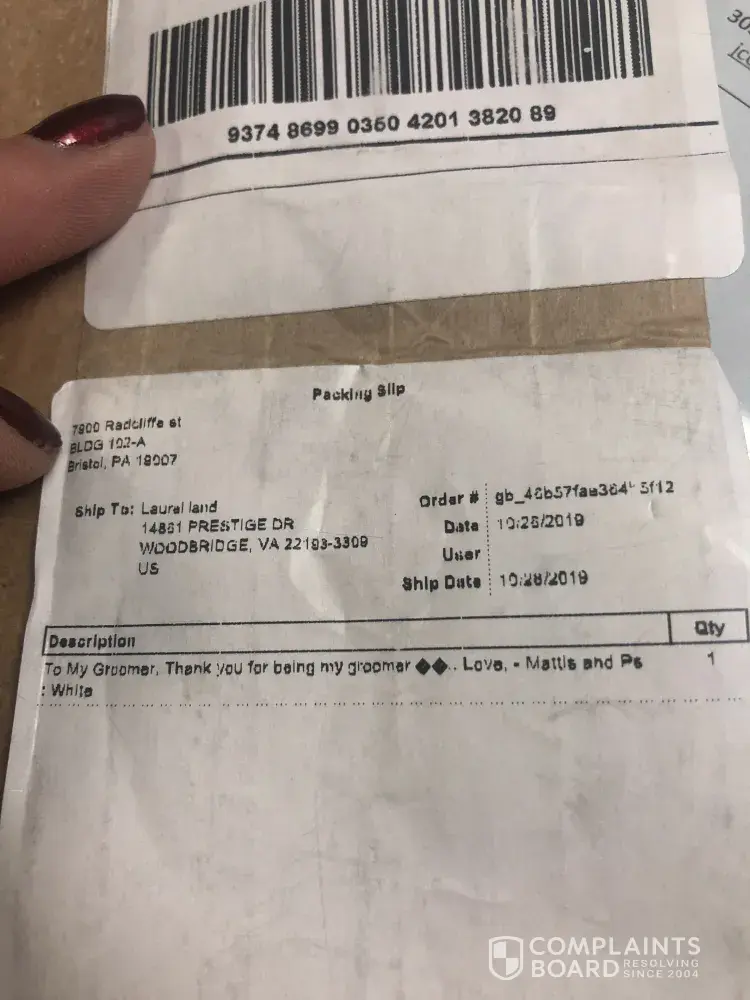 9374 8699 0360 4201 3820 89
Packing Slip
7900 Radcliffe st
BLDG 102-A
Bristol, PA 19007
Ship To: Laurel land
14861 PRESTIGE DR
WOODBRIDGE, VA 22193-3309
US
Order #
Date 10/26/2019
User
Ship Date 10/28/2019
Description Qty
To My Groomer, Thank you for being my groomer ��.. Love, - Mattis and Ps 1
: White
COMPLAINTS
BOARD RESOLVING
SINCE 2004